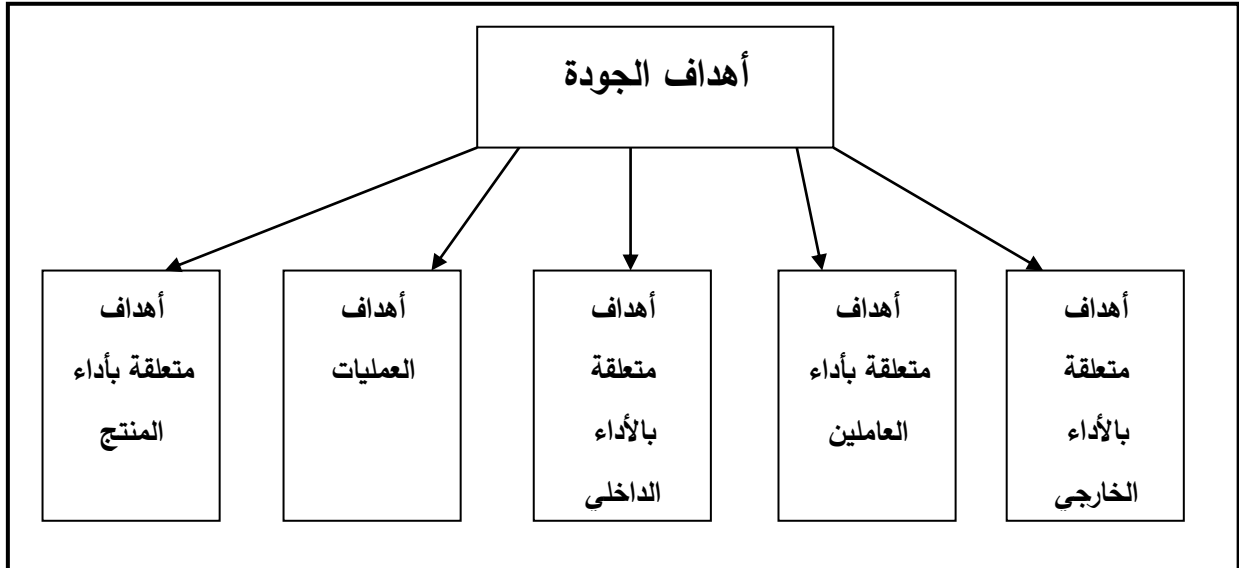 أهداف الجودة
أهداف
متعلقة
بالأداء
الخارجي
أهداف
متعلقة بأداء
العاملين
أهداف
متعلقة
بالأداء
الداخلي
أهداف
العمليات
أهداف
متعلقة بأداء
المنتج